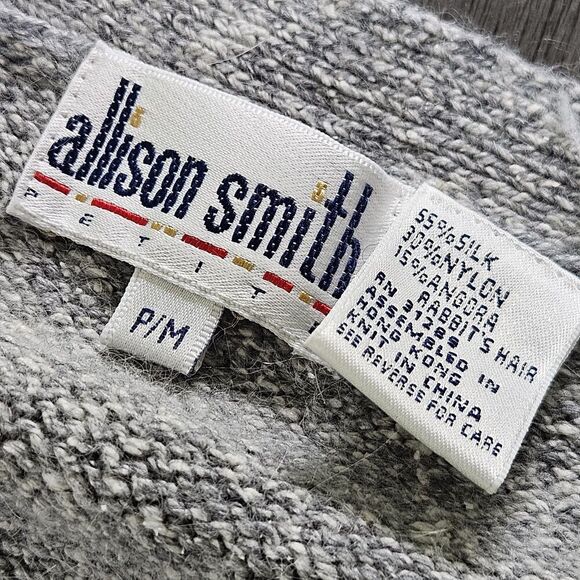 allison smith
PETIT
P/M
55% SILK
30% NYLON
15% ANGORA
RABBIT'S HAIR
RN 31289
ASSEMBLED IN
HONG KONG
KNIT IN CHINA
SEE REVERSE FOR CARE